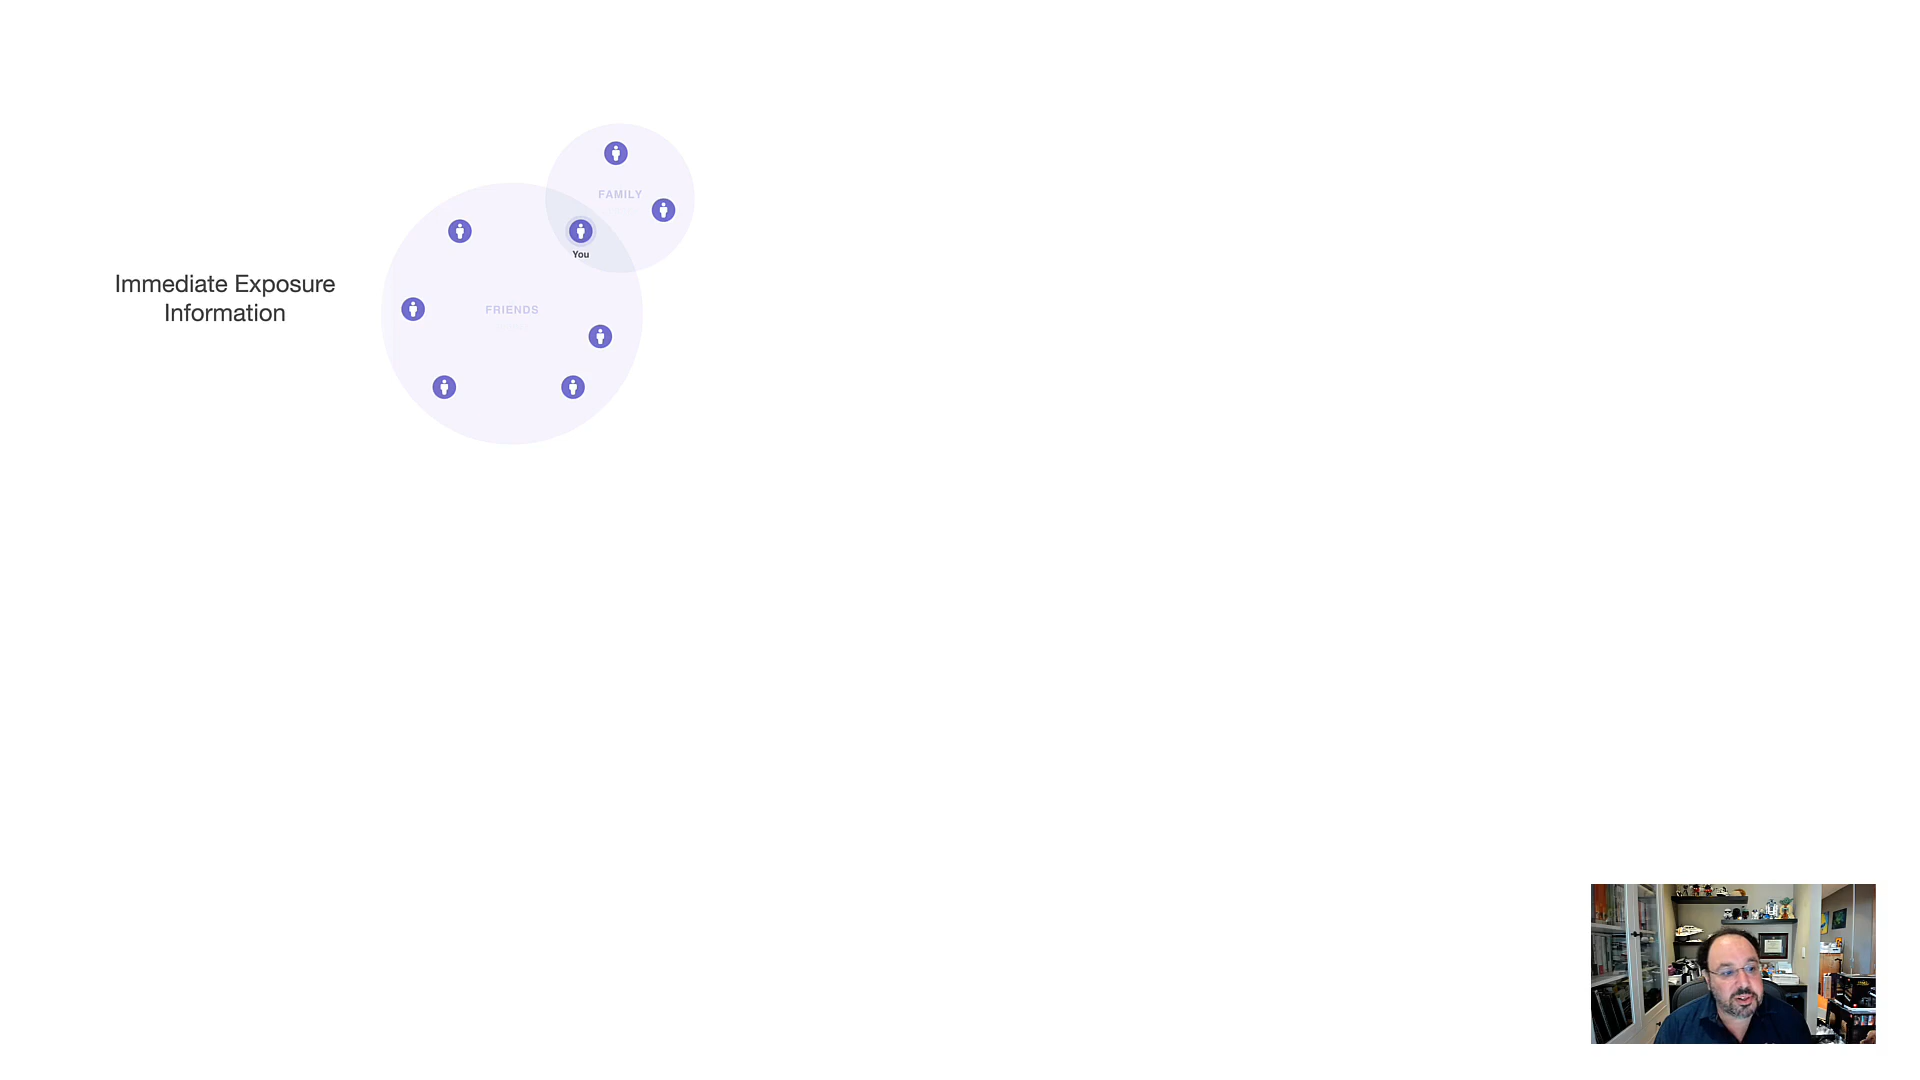 FAMILY
You
Immediate Exposure
Information
FRIENDS